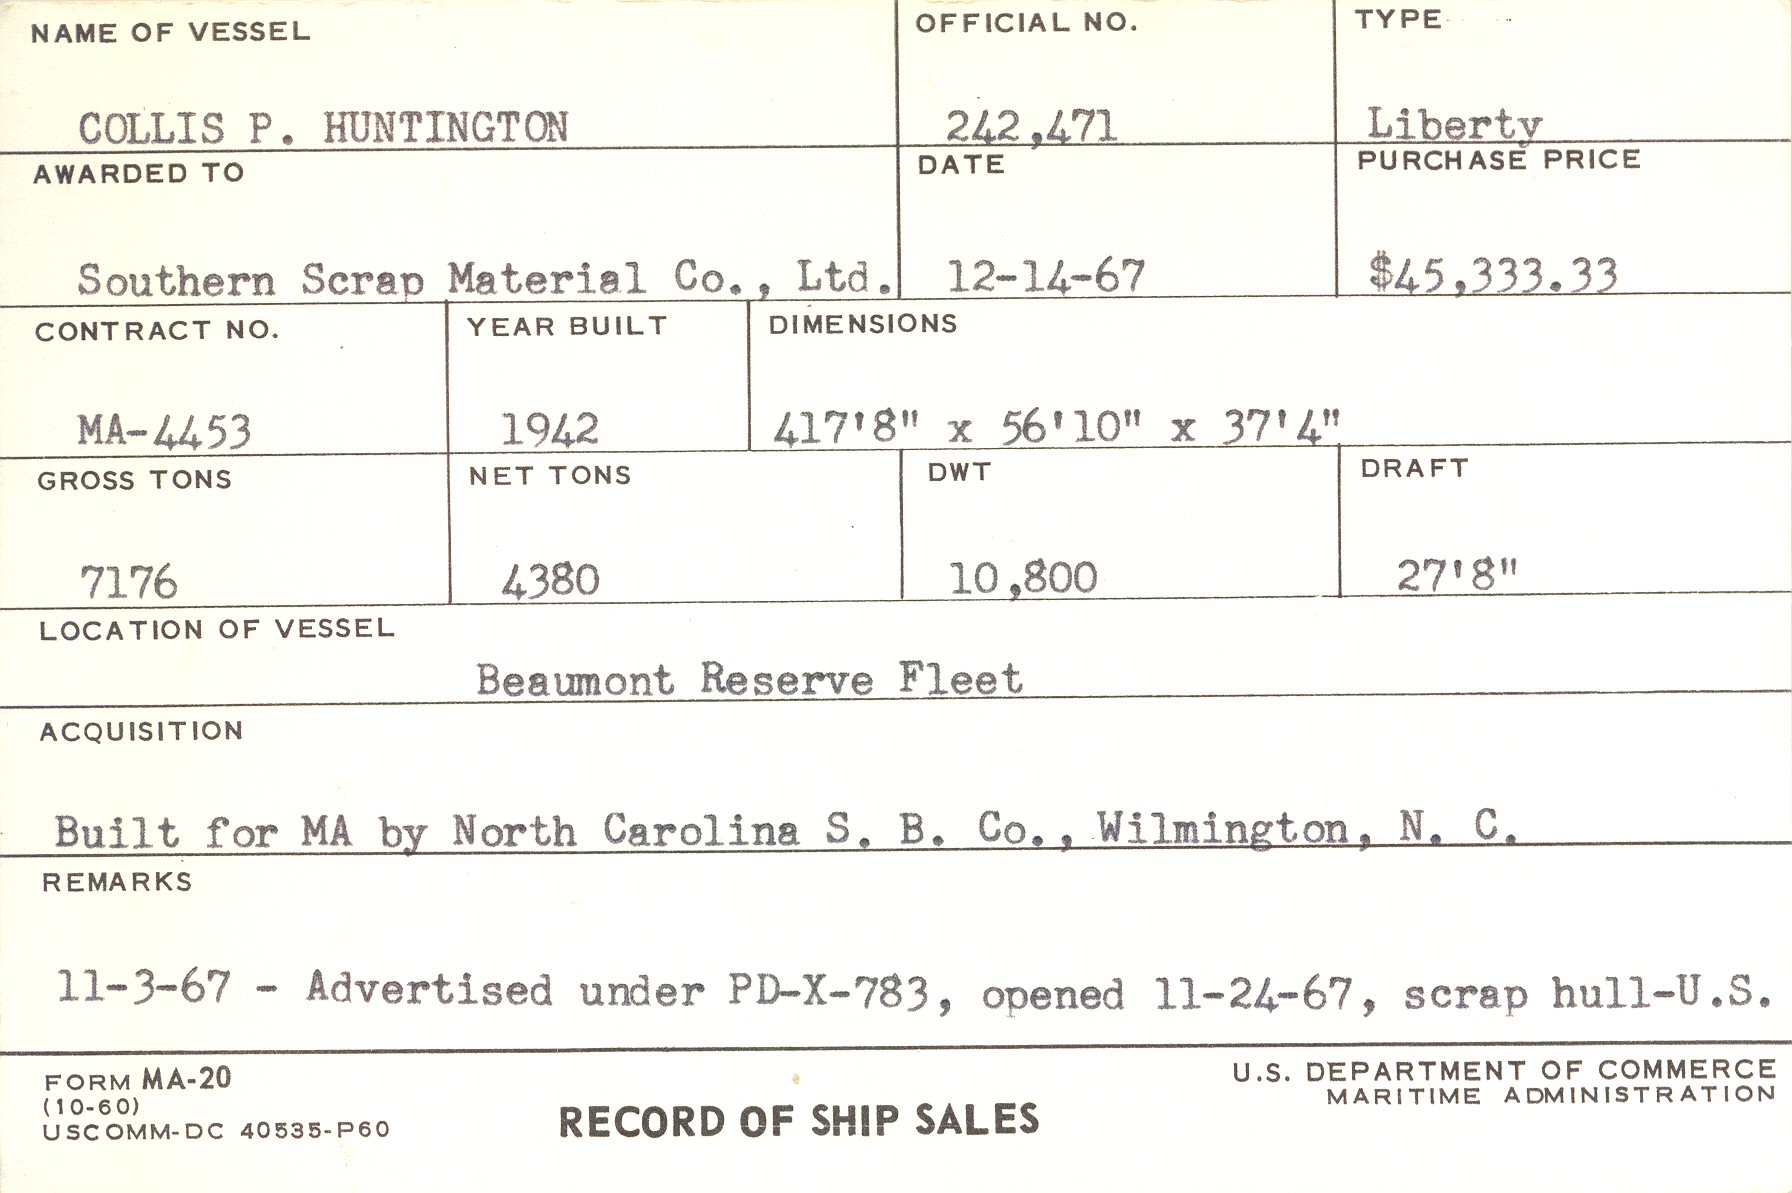 NAME OF VESSEL OFFICIAL NO. TYPE
COLLIS P. HUNTINGTON 242,471 Liberty
AWARDED TO DATE PURCHASE PRICE
Southern Scrap Material Co., Ltd. 12-14-67 $45,333.33
CONTRACT NO. YEAR BUILT DIMENSIONS
MA-4453 1942 417'8" x 56'10" x 37'4"
GROSS TONS NET TONS DWT DRAFT
7176 4380 10,800 27'8"
LOCATION OF VESSEL
Beaumont Reserve Fleet
ACQUISITION
Built for MA by North Carolina S. B. Co., Wilmington, N. C.
REMARKS
11-3-67 - Advertised under PD-X-783, opened 11-24-67, scrap hull-U.S.
FORM MA-20
(10-60)
USCOMM-DC 40535-P60
RECORD OF SHIP SALES
U.S. DEPARTMENT OF COMMERCE
MARITIME ADMINISTRATION